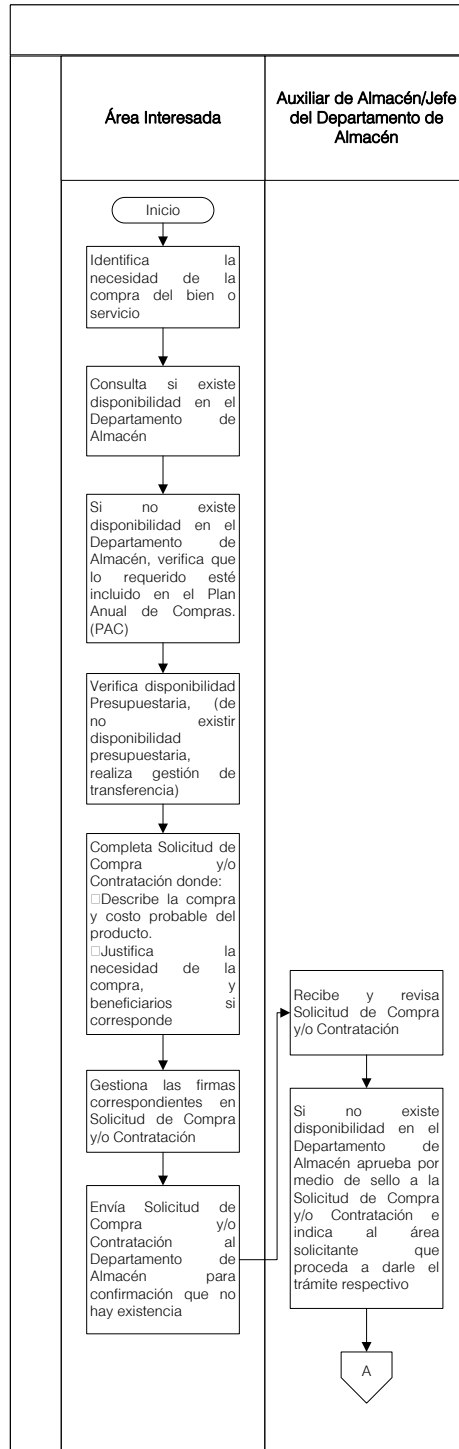 Área Interesada
Auxiliar de Almacén/Jefe
del Departamento de
Almacén
Inicio
Identifica la
necesidad de la
compra del bien o
servicio
Consulta si existe
disponibilidad en el
Departamento de
Almacén
Si no existe
disponibilidad en el
Departamento de
Almacén, verifica que
lo requerido esté
incluido en el Plan
Anual de Compras.
(PAC)
Verifica disponibilidad
Presupuestaria, (de
no existir
disponibilidad
presupuestaria,
realiza gestión de
transferencia)
Completa Solicitud de
Compra y/o
Contratación donde:
□Describe la compra
y costo probable del
producto.
□Justifica la
necesidad de la
compra, y
beneficiarios si
corresponde
Gestiona las firmas
correspondientes en
Solicitud de Compra
y/o Contratación
Envía Solicitud de
Compra y/o
Contratación al
Departamento de
Almacén para
confirmación que no
hay existencia
Recibe y revisa
Solicitud de Compra
y/o Contratación
Si no existe
disponibilidad en el
Departamento de
Almacén aprueba por
medio de sello a la
Solicitud de Compra
y/o Contratación e
indica al área
solicitante que
proceda a darle el
trámite respectivo
A